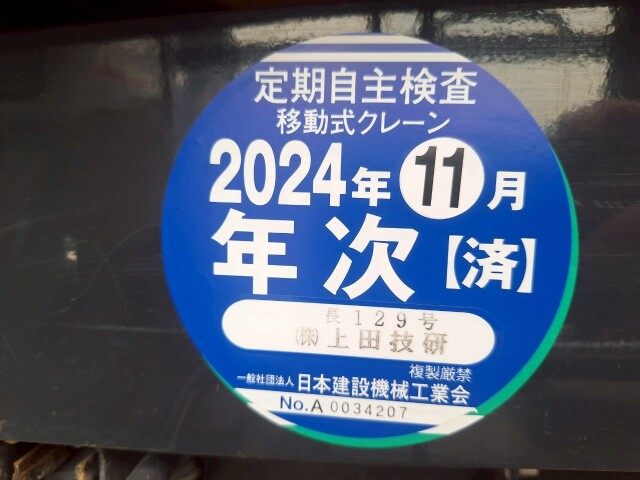 定期自主検査
移動式クレーン
2024年 11 月
年次【済】
長129号
㈱上田技研
複製厳禁
一般社団法人 日本建設機械工業会
No.A 0034207